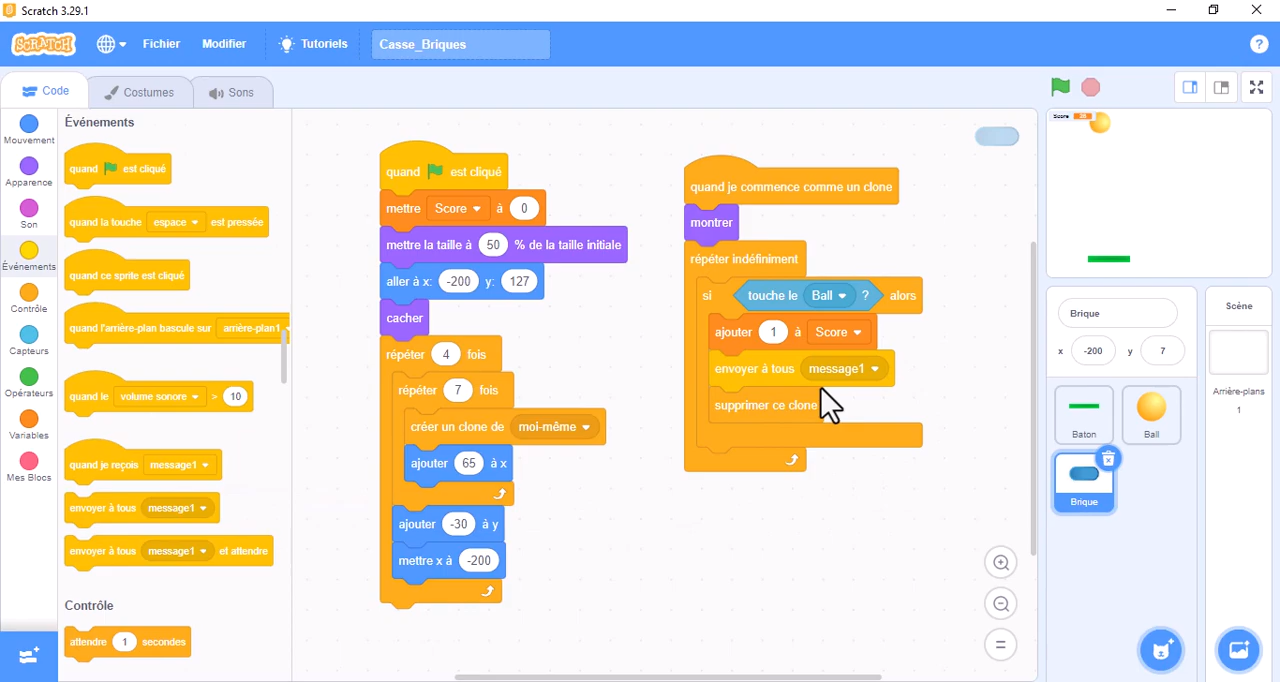 Scratch 3.29.1
SCRATCH
Fichier
Modifier
Tutoriels
Casse_Briques
?
Code
Costumes
Sons
Mouvement
Apparence
Son
Événements
Contrôle
Capteurs
Opérateurs
Variables
Mes Blocs
Événements
quand est cliqué
quand la touche espace est pressée
quand ce sprite est cliqué
quand l'arrière-plan bascule sur arrière-plan1
quand le volume sonore > 10
quand je reçois message1
envoyer à tous message1
envoyer à tous message1 et attendre
Contrôle
attendre 1 secondes
quand est cliqué
mettre Score à 0
mettre la taille à 50 % de la taille initiale
aller à x: -200 y: 127
cacher
répéter 4 fois
répéter 7 fois
créer un clone de moi-même
ajouter 65 à x
ajouter -30 à y
mettre x à -200
quand je commence comme un clone
montrer
répéter indéfiniment
si touche le Ball ? alors
ajouter 1 à Score
envoyer à tous message1
supprimer ce clone
Score
Brique
x -200 y 7
Baton
Ball
Brique
Scène
Arrière-plans
1